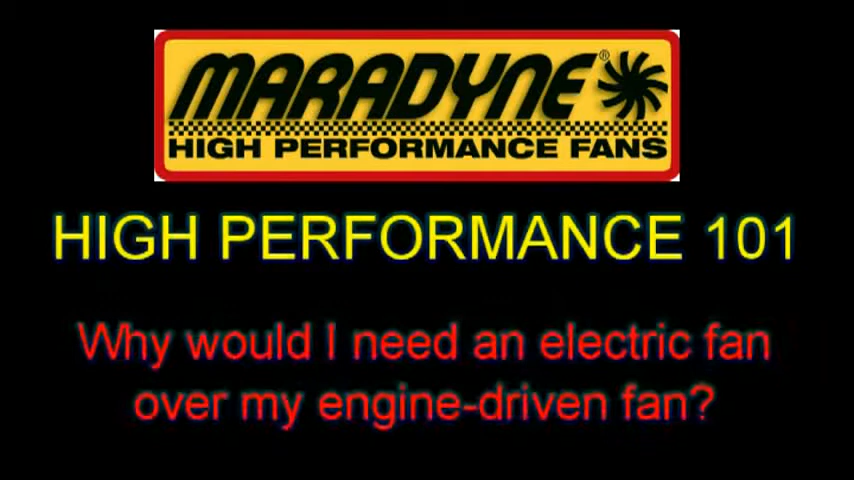 MARADYNE®
HIGH PERFORMANCE FANS
HIGH PERFORMANCE 101
Why would I need an electric fan
over my engine-driven fan?